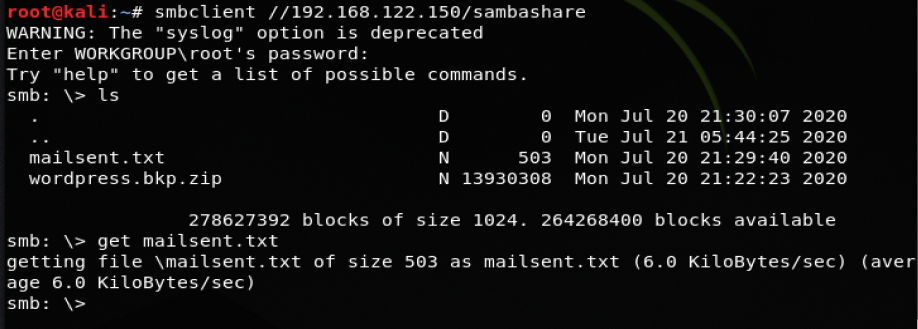 root@kali:~# smbclient //192.168.122.150/sambashare
WARNING: The "syslog" option is deprecated
Enter WORKGROUP\root's password:
Try "help" to get a list of possible commands.
smb: \> ls
  .                                   D        0  Mon Jul 20 21:30:07 2020
  ..                                  D        0  Tue Jul 21 05:44:25 2020
  mailsent.txt                        N      503  Mon Jul 20 21:29:40 2020
  wordpress.bkp.zip                   N 13930308  Mon Jul 20 21:22:23 2020
                278627392 blocks of size 1024. 264268400 blocks available
smb: \> get mailsent.txt
getting file \mailsent.txt of size 503 as mailsent.txt (6.0 KiloBytes/sec) (aver
age 6.0 KiloBytes/sec)
smb: \>